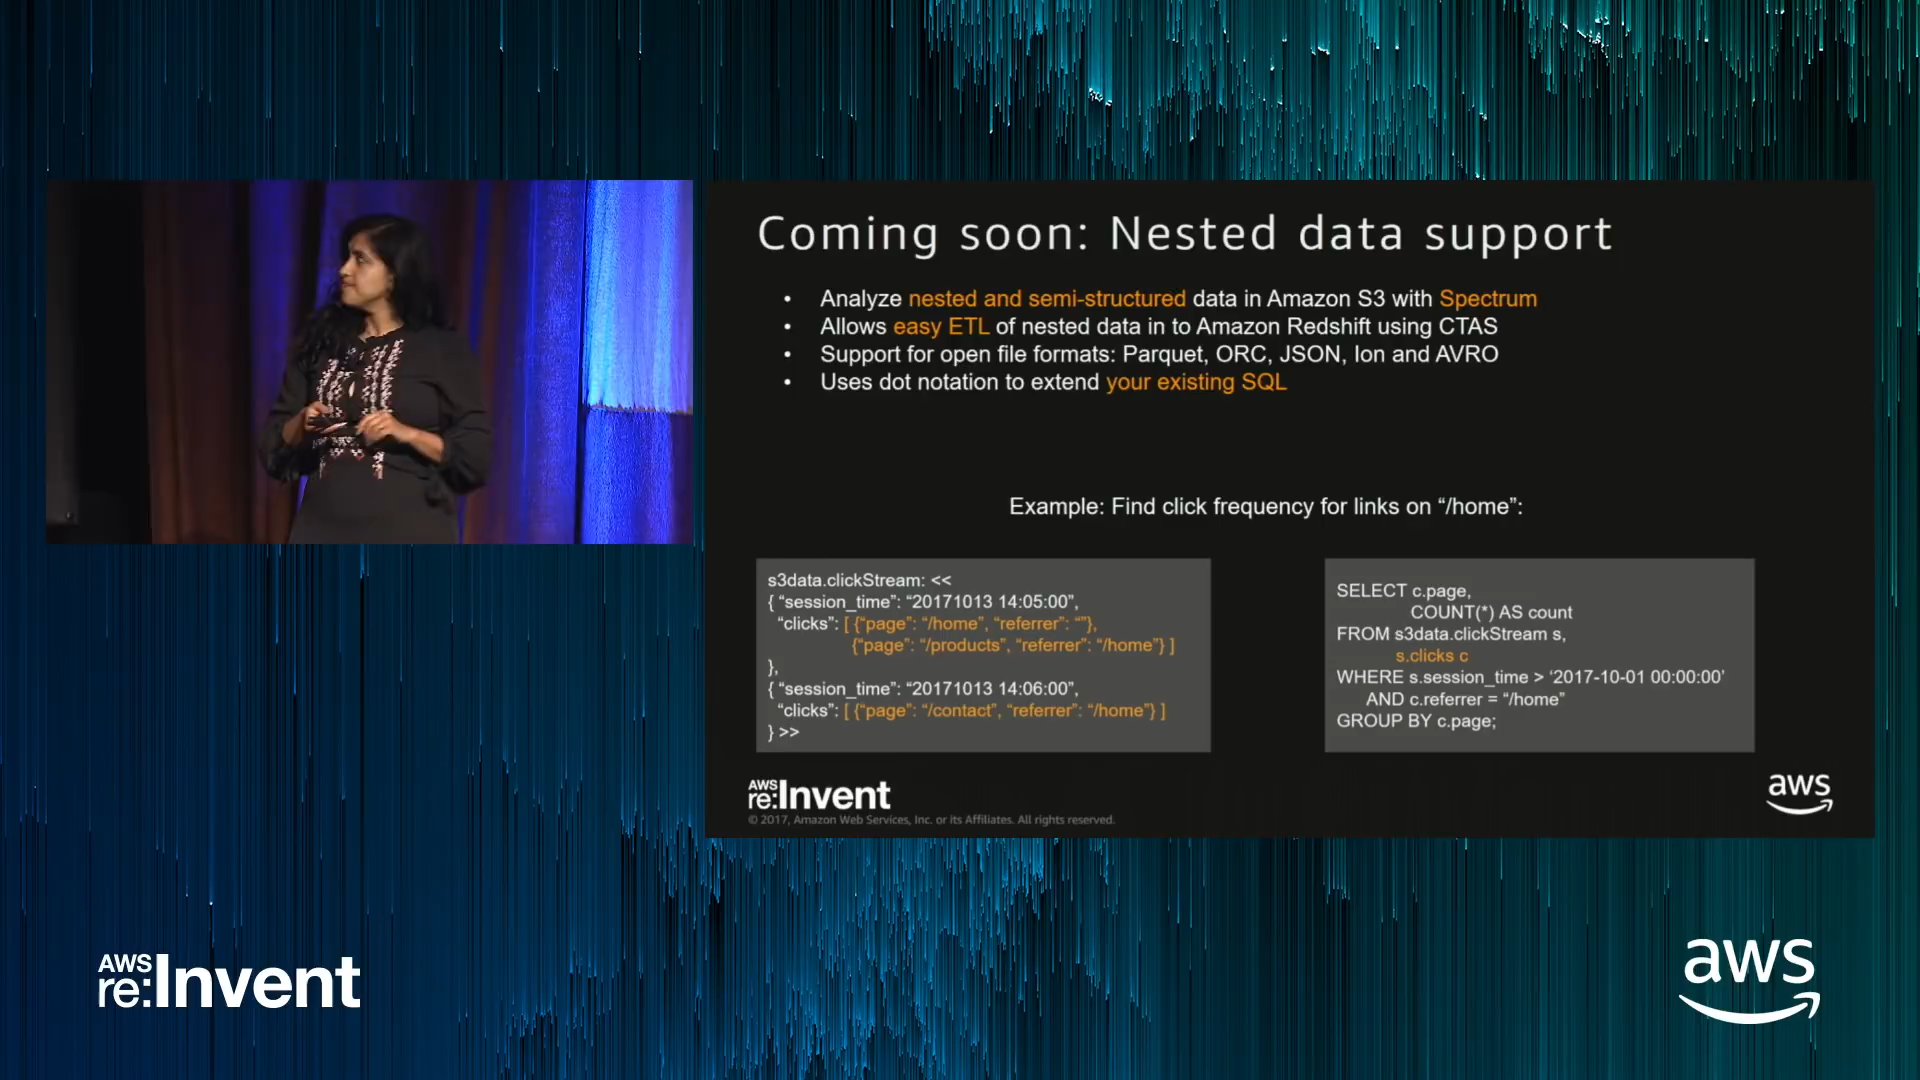 Coming soon: Nested data support
• Analyze nested and semi-structured data in Amazon S3 with Spectrum
• Allows easy ETL of nested data in to Amazon Redshift using CTAS
• Support for open file formats: Parquet, ORC, JSON, Ion and AVRO
• Uses dot notation to extend your existing SQL
Example: Find click frequency for links on “/home”:
s3data.clickStream: <<
{ “session_time”: “20171013 14:05:00”,
“clicks”: [ {“page”: “/home”, “referrer”: “”},
{“page”: “/products”, “referrer”: “/home”} ]
},
{ “session_time”: “20171013 14:06:00”,
“clicks”: [ {“page”: “/contact”, “referrer”: “/home”} ]
} >>
SELECT c.page,
COUNT(*) AS count
FROM s3data.clickStream s,
s.clicks c
WHERE s.session_time > ‘2017-10-01 00:00:00’
AND c.referrer = “/home”
GROUP BY c.page;
AWS
re:Invent
© 2017, Amazon Web Services, Inc. or its Affiliates. All rights reserved.
aws
AWS
re:Invent
aws